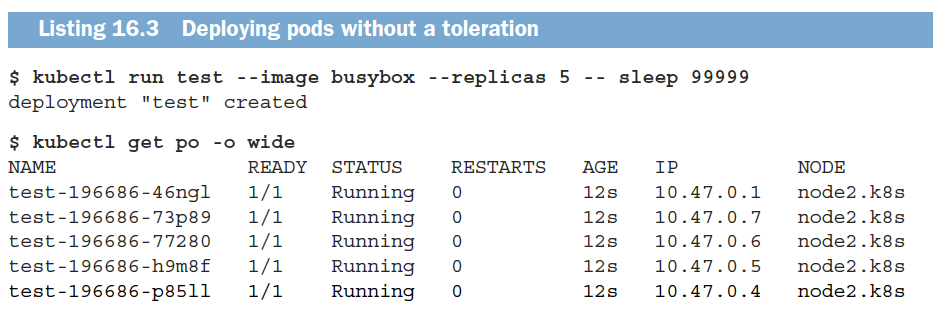 Listing 16.3 Deploying pods without a toleration
$ kubectl run test --image busybox --replicas 5 -- sleep 99999
deployment "test" created
$ kubectl get po -o wide
NAME READY STATUS RESTARTS AGE IP NODE
test-196686-46ngl 1/1 Running 0 12s 10.47.0.1 node2.k8s
test-196686-73p89 1/1 Running 0 12s 10.47.0.7 node2.k8s
test-196686-77280 1/1 Running 0 12s 10.47.0.6 node2.k8s
test-196686-h9m8f 1/1 Running 0 12s 10.47.0.5 node2.k8s
test-196686-p85ll 1/1 Running 0 12s 10.47.0.4 node2.k8s